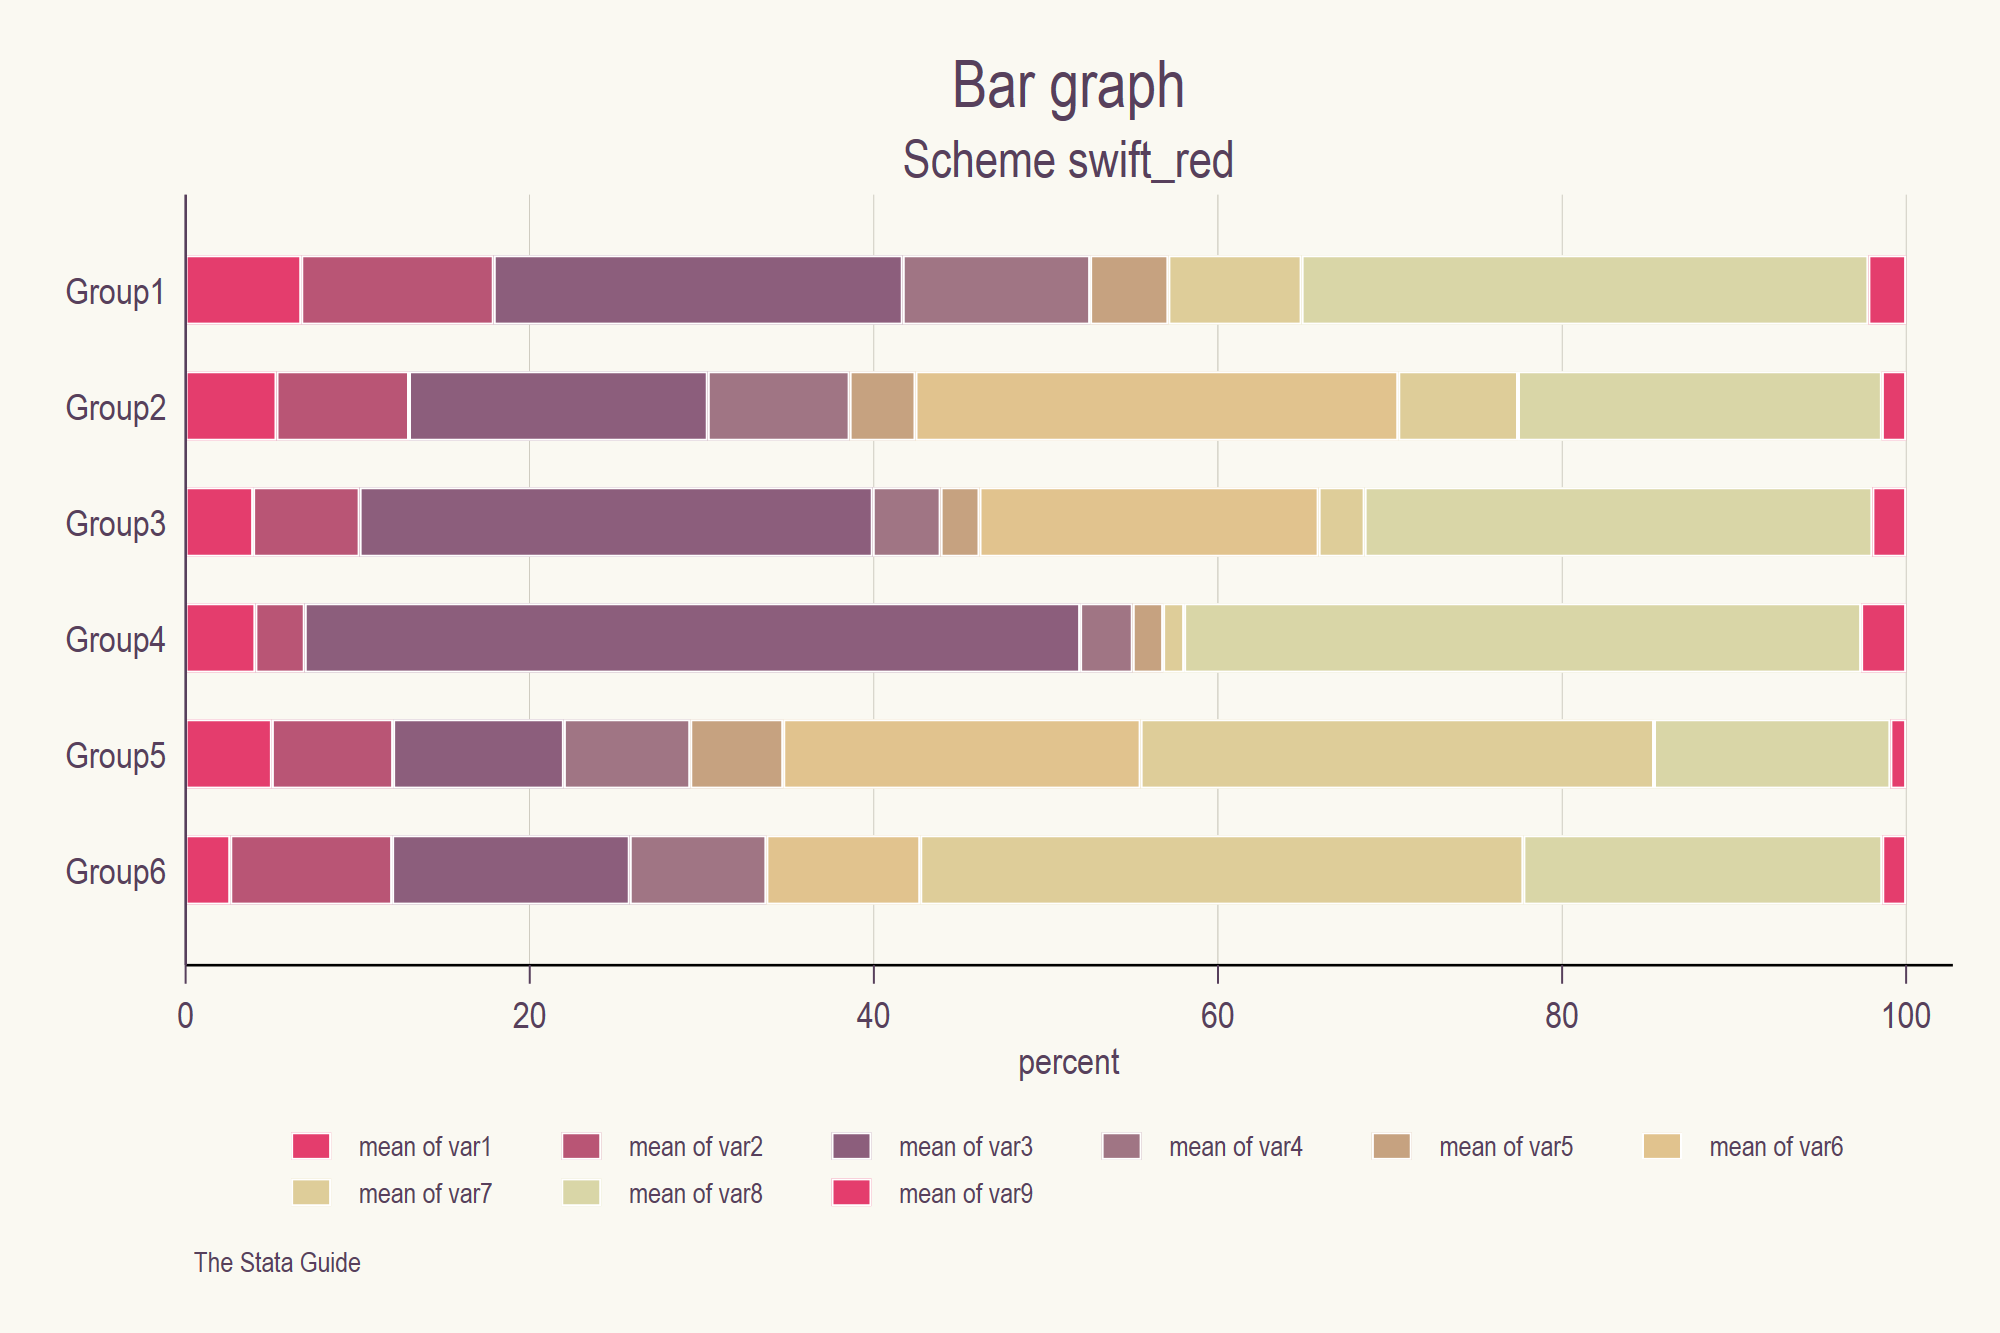 Bar graph
Scheme swift_red
Group1
Group2
Group3
Group4
Group5
Group6
0 20 40 60 80 100
percent
mean of var1 mean of var2 mean of var3 mean of var4 mean of var5 mean of var6
mean of var7 mean of var8 mean of var9
The Stata Guide